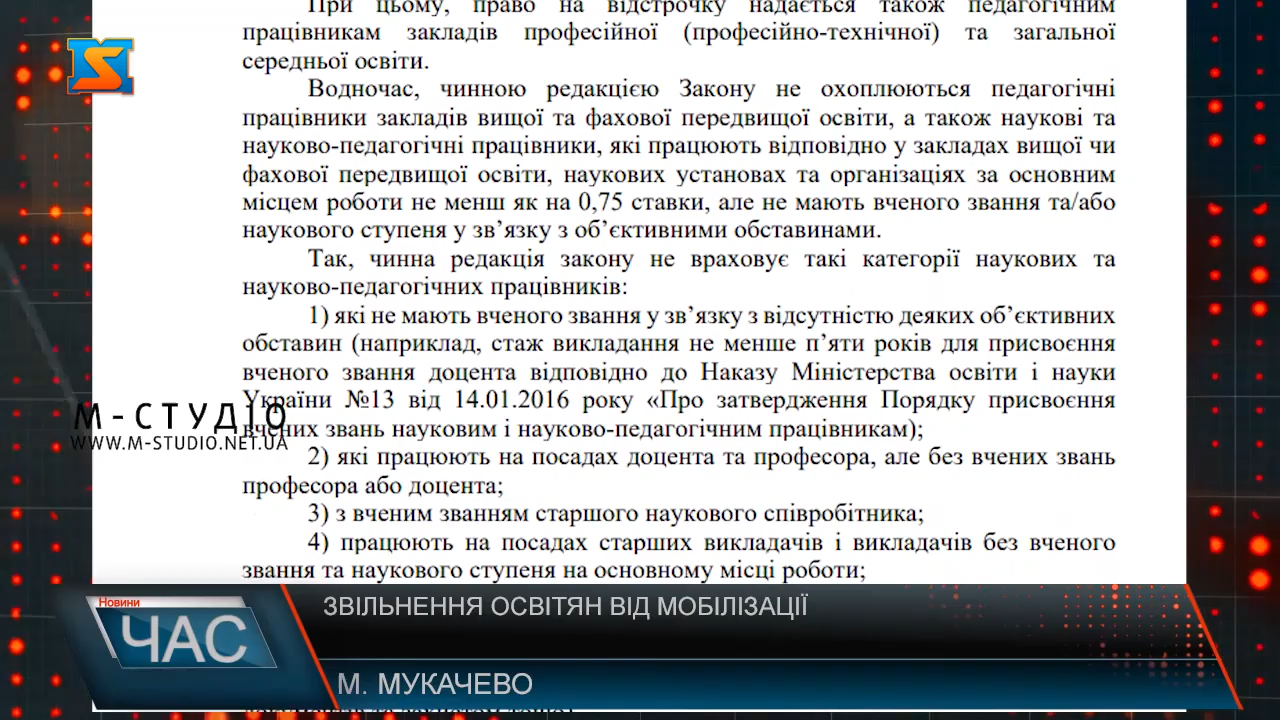 При цьому, право на відстрочку надається також педагогічним
працівникам закладів професійної (професійно-технічної) та загальної
середньої освіти.
Водночас, чинною редакцією Закону не охоплюються педагогічні
працівники закладів вищої та фахової передвищої освіти, а також наукові та
науково-педагогічні працівники, які працюють відповідно у закладах вищої чи
фахової передвищої освіти, наукових установах та організаціях за основним
місцем роботи не менш як на 0,75 ставки, але не мають вченого звання та/або
наукового ступеня у зв’язку з об’єктивними обставинами.
Так, чинна редакція закону не враховує такі категорії наукових та
науково-педагогічних працівників:
1) які не мають вченого звання у зв’язку з відсутністю деяких об’єктивних
обставин (наприклад, стаж викладання не менше п’яти років для присвоєння
вченого звання доцента відповідно до Наказу Міністерства освіти і науки
України №13 від 14.01.2016 року «Про затвердження Порядку присвоєння
вчених звань науковим і науково-педагогічним працівникам);
2) які працюють на посадах доцента та професора, але без вчених звань
професора або доцента;
3) з вченим званням старшого наукового співробітника;
4) працюють на посадах старших викладачів і викладачів без вченого
звання та наукового ступеня на основному місці роботи;
М-СТУДІО
WWW.M-STUDIO.NET.UA
Новини
ЧАС
ЗВІЛЬНЕННЯ ОСВІТЯН ВІД МОБІЛІЗАЦІЇ
М. МУКАЧЕВО